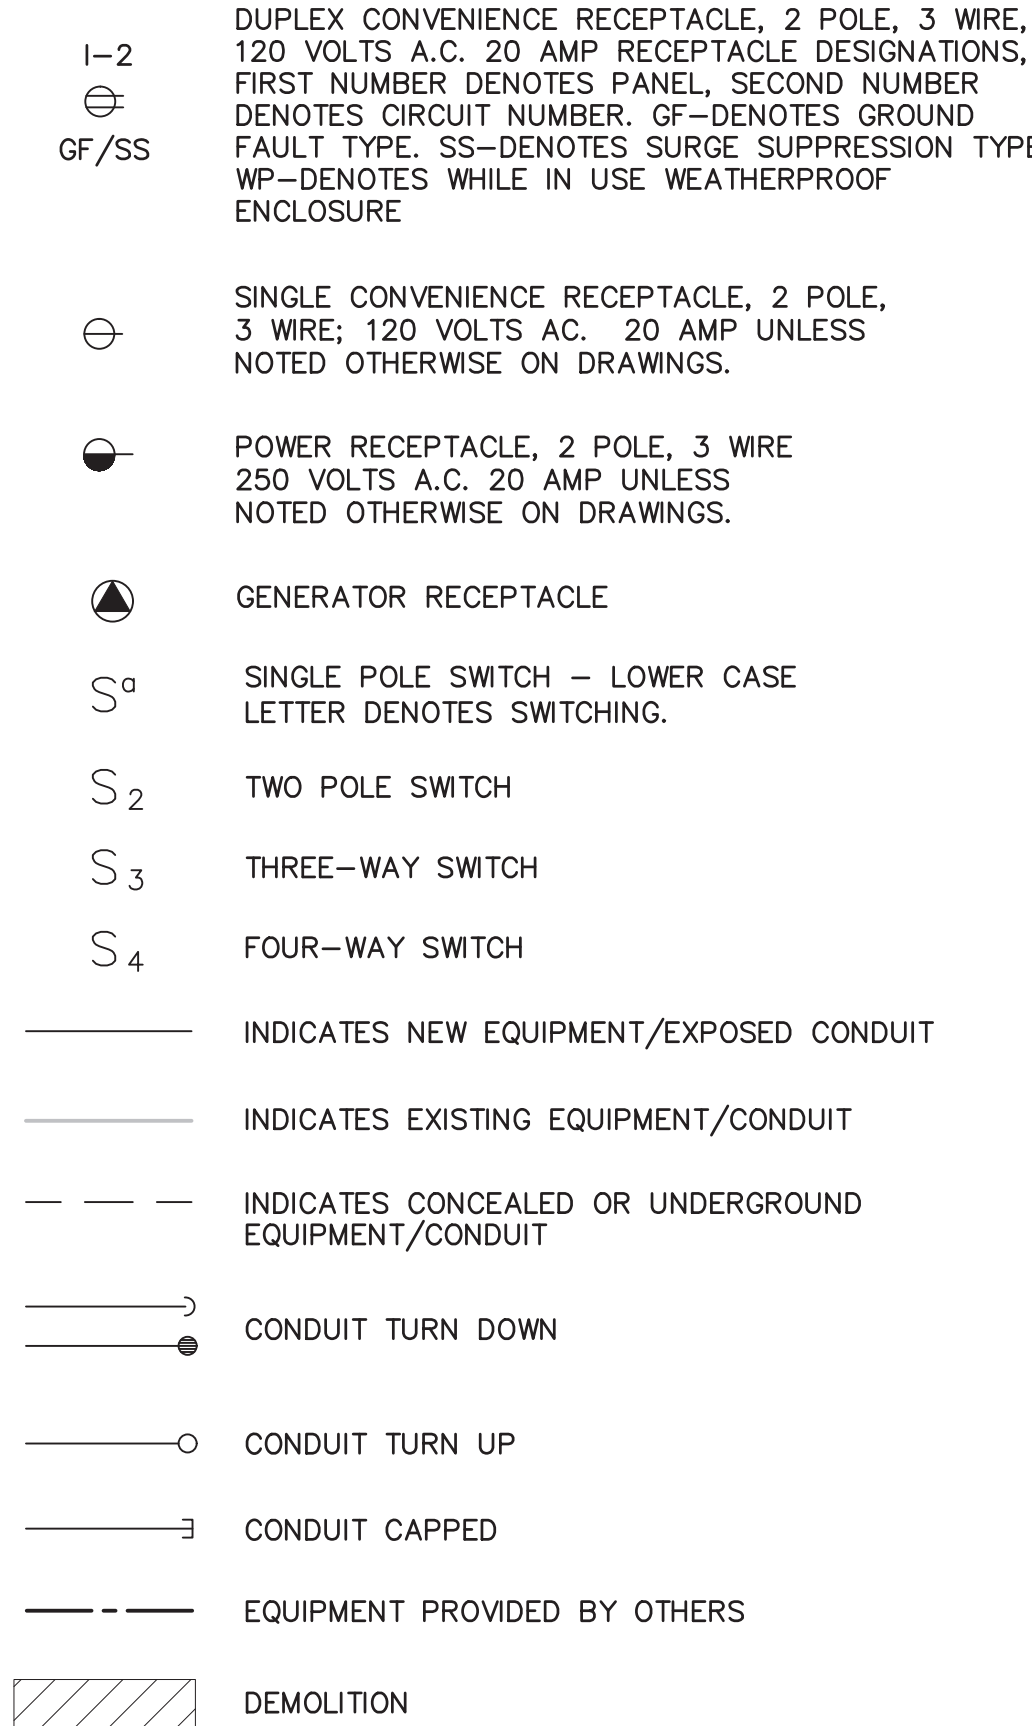 DUPLEX CONVENIENCE RECEPTACLE, 2 POLE, 3 WIRE,
I-2
120 VOLTS A.C. 20 AMP RECEPTACLE DESIGNATIONS,
FIRST NUMBER DENOTES PANEL, SECOND NUMBER
DENOTES CIRCUIT NUMBER. GF-DENOTES GROUND
GF/SS
FAULT TYPE. SS-DENOTES SURGE SUPPRESSION TYPE
WP-DENOTES WHILE IN USE WEATHERPROOF
ENCLOSURE
SINGLE CONVENIENCE RECEPTACLE, 2 POLE,
3 WIRE; 120 VOLTS AC. 20 AMP UNLESS
NOTED OTHERWISE ON DRAWINGS.
POWER RECEPTACLE, 2 POLE, 3 WIRE
250 VOLTS A.C. 20 AMP UNLESS
NOTED OTHERWISE ON DRAWINGS.
GENERATOR RECEPTACLE
Sa
SINGLE POLE SWITCH - LOWER CASE
LETTER DENOTES SWITCHING.
S2
TWO POLE SWITCH
S3
THREE-WAY SWITCH
S4
FOUR-WAY SWITCH
INDICATES NEW EQUIPMENT/EXPOSED CONDUIT
INDICATES EXISTING EQUIPMENT/CONDUIT
INDICATES CONCEALED OR UNDERGROUND
EQUIPMENT/CONDUIT
CONDUIT TURN DOWN
CONDUIT TURN UP
CONDUIT CAPPED
EQUIPMENT PROVIDED BY OTHERS
DEMOLITION